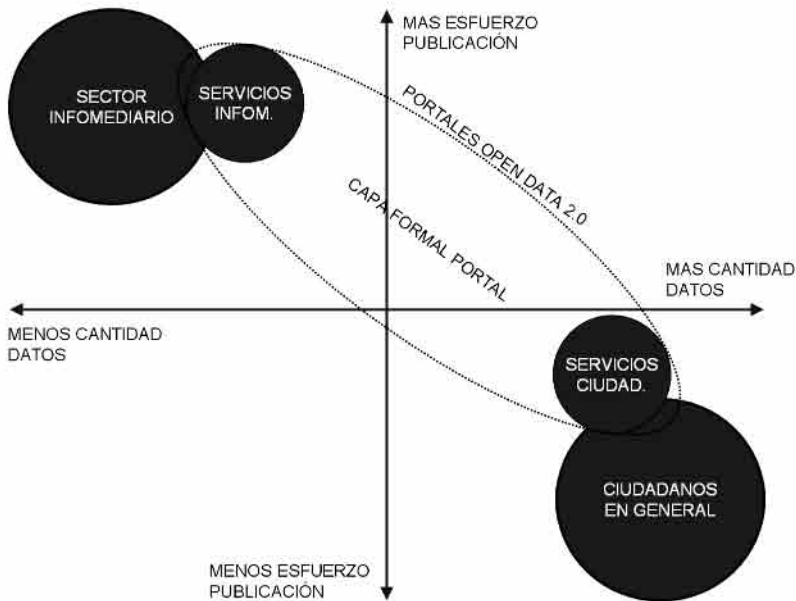 MAS ESFUERZO
PUBLICACIÓN
SECTOR
INFOMEDIARIO
SERVICIOS
INFOM.
PORTALES OPEN DATA 2.0
CAPA FORMAL PORTAL
MAS CANTIDAD
DATOS
MENOS CANTIDAD
DATOS
SERVICIOS
CIUDAD.
CIUDADANOS
EN GENERAL
MENOS ESFUERZO
PUBLICACIÓN